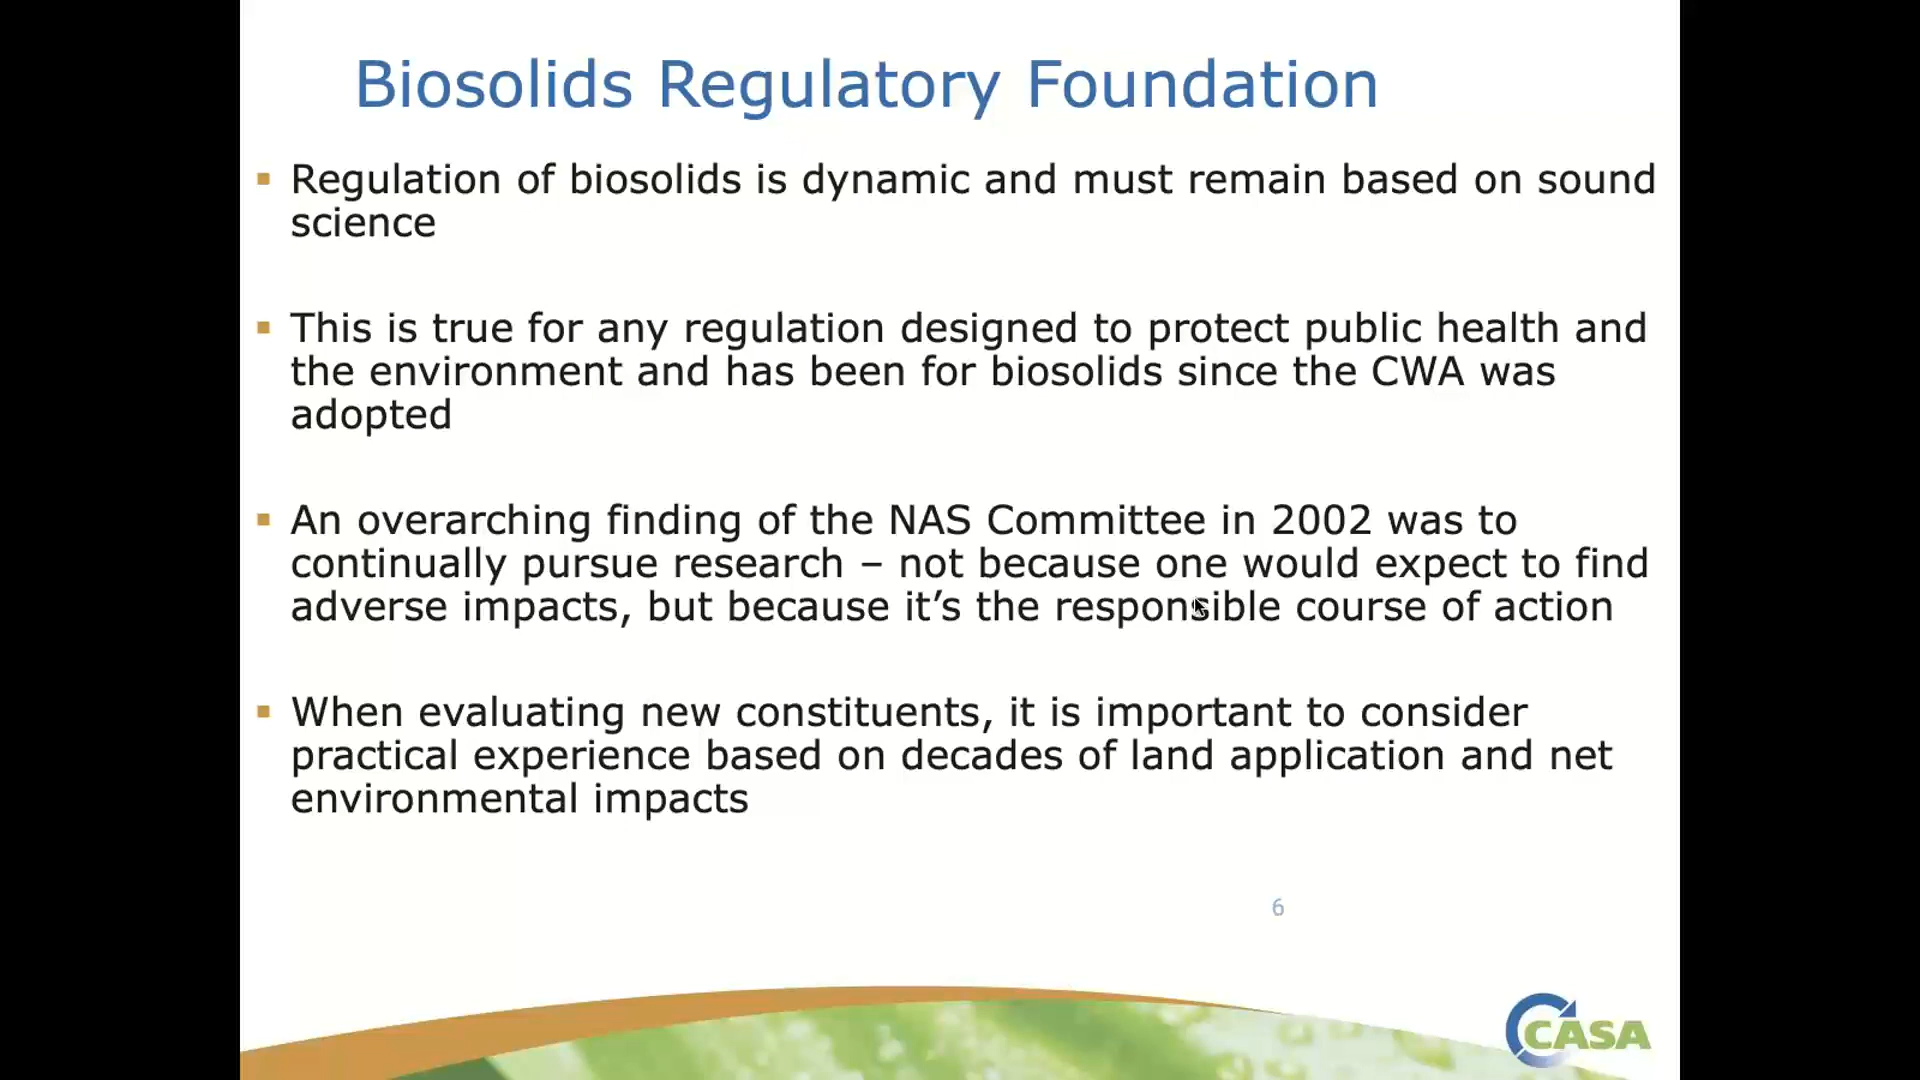 Biosolids Regulatory Foundation
▪ Regulation of biosolids is dynamic and must remain based on sound
science
▪ This is true for any regulation designed to protect public health and
the environment and has been for biosolids since the CWA was
adopted
▪ An overarching finding of the NAS Committee in 2002 was to
continually pursue research – not because one would expect to find
adverse impacts, but because it’s the responsible course of action
▪ When evaluating new constituents, it is important to consider
practical experience based on decades of land application and net
environmental impacts
6
CASA